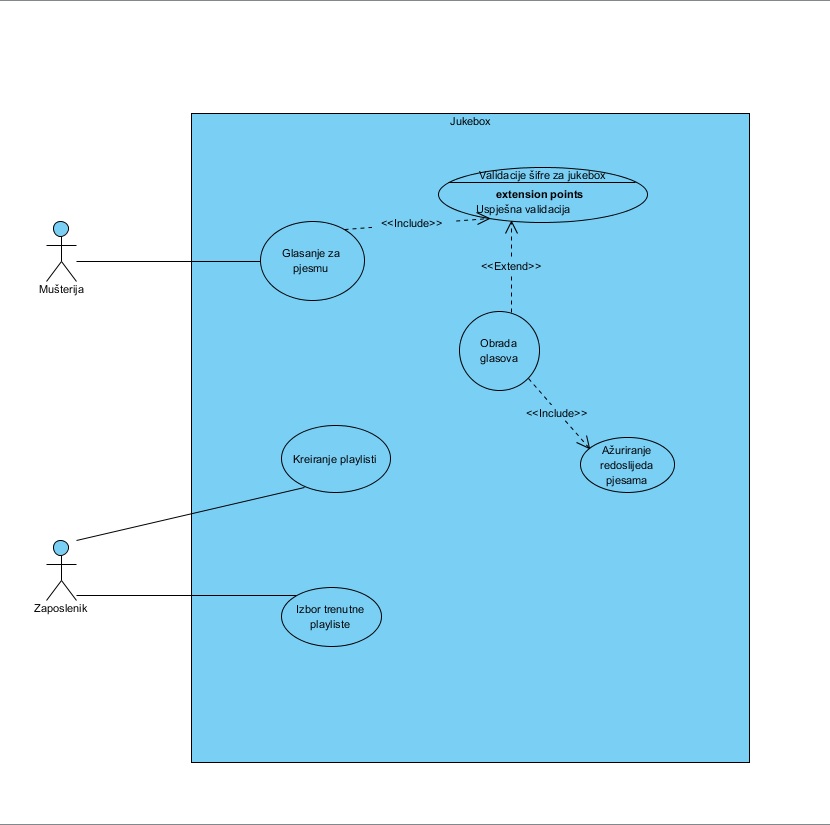 Jukebox
Validacije šifre za jukebox
extension points
Uspješna validacija
<<Include>>
Glasanje za
pjesmu
<<Extend>>
Mušterija
Obrada
glasova
<<Include>>
Ažuriranje
redoslijeda
pjesama
Kreiranje playlisti
Zaposlenik
Izbor trenutne
playliste